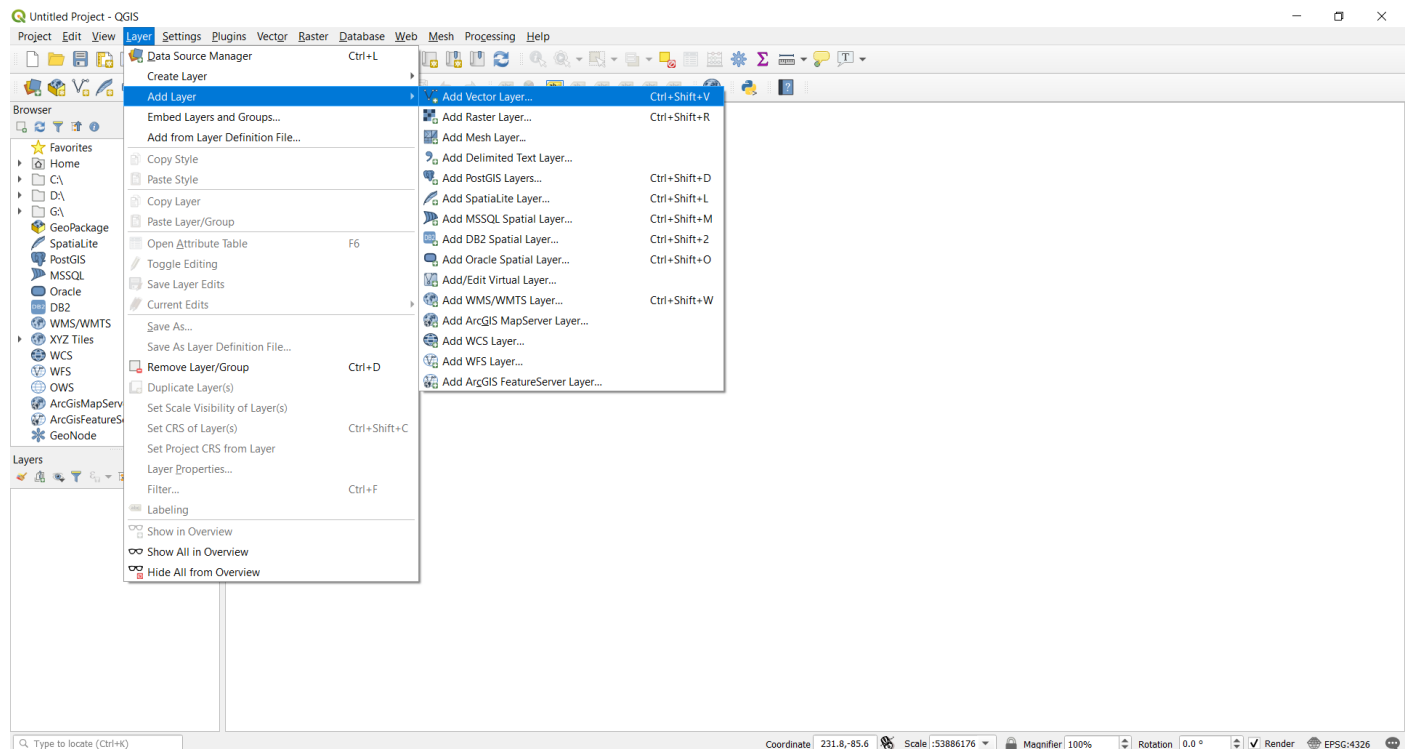 Untitled Project - QGIS
Project Edit View Layer Settings Plugins Vector Raster Database Web Mesh Processing Help
Data Source Manager Ctrl+L
Create Layer
Add Layer
Embed Layers and Groups...
Add from Layer Definition File...
Copy Style
Paste Style
Copy Layer
Paste Layer/Group
Open Attribute Table F6
Toggle Editing
Save Layer Edits
Current Edits
Save As...
Save As Layer Definition File...
Remove Layer/Group Ctrl+D
Duplicate Layer(s)
Set Scale Visibility of Layer(s)
Set CRS of Layer(s) Ctrl+Shift+C
Set Project CRS from Layer
Layer Properties...
Filter... Ctrl+F
Labeling
Show in Overview
Show All in Overview
Hide All from Overview
Add Vector Layer... Ctrl+Shift+V
Add Raster Layer... Ctrl+Shift+R
Add Mesh Layer...
Add Delimited Text Layer...
Add PostGIS Layers... Ctrl+Shift+D
Add SpatiaLite Layer... Ctrl+Shift+L
Add MSSQL Spatial Layer... Ctrl+Shift+M
Add DB2 Spatial Layer... Ctrl+Shift+2
Add Oracle Spatial Layer... Ctrl+Shift+O
Add/Edit Virtual Layer...
Add WMS/WMTS Layer... Ctrl+Shift+W
Add ArcGIS MapServer Layer...
Add WCS Layer...
Add WFS Layer...
Add ArcGIS FeatureServer Layer...
Browser
Favorites
Home
C:\
D:\
G:\
GeoPackage
SpatiaLite
PostGIS
MSSQL
Oracle
DB2
WMS/WMTS
XYZ Tiles
WCS
WFS
OWS
ArcGisMapServ
ArcGisFeatureS
GeoNode
Layers
Type to locate (Ctrl+K)
Coordinate 231.8,-85.6 Scale :53886176 Magnifier 100% Rotation 0.0 ° Render EPSG:4326